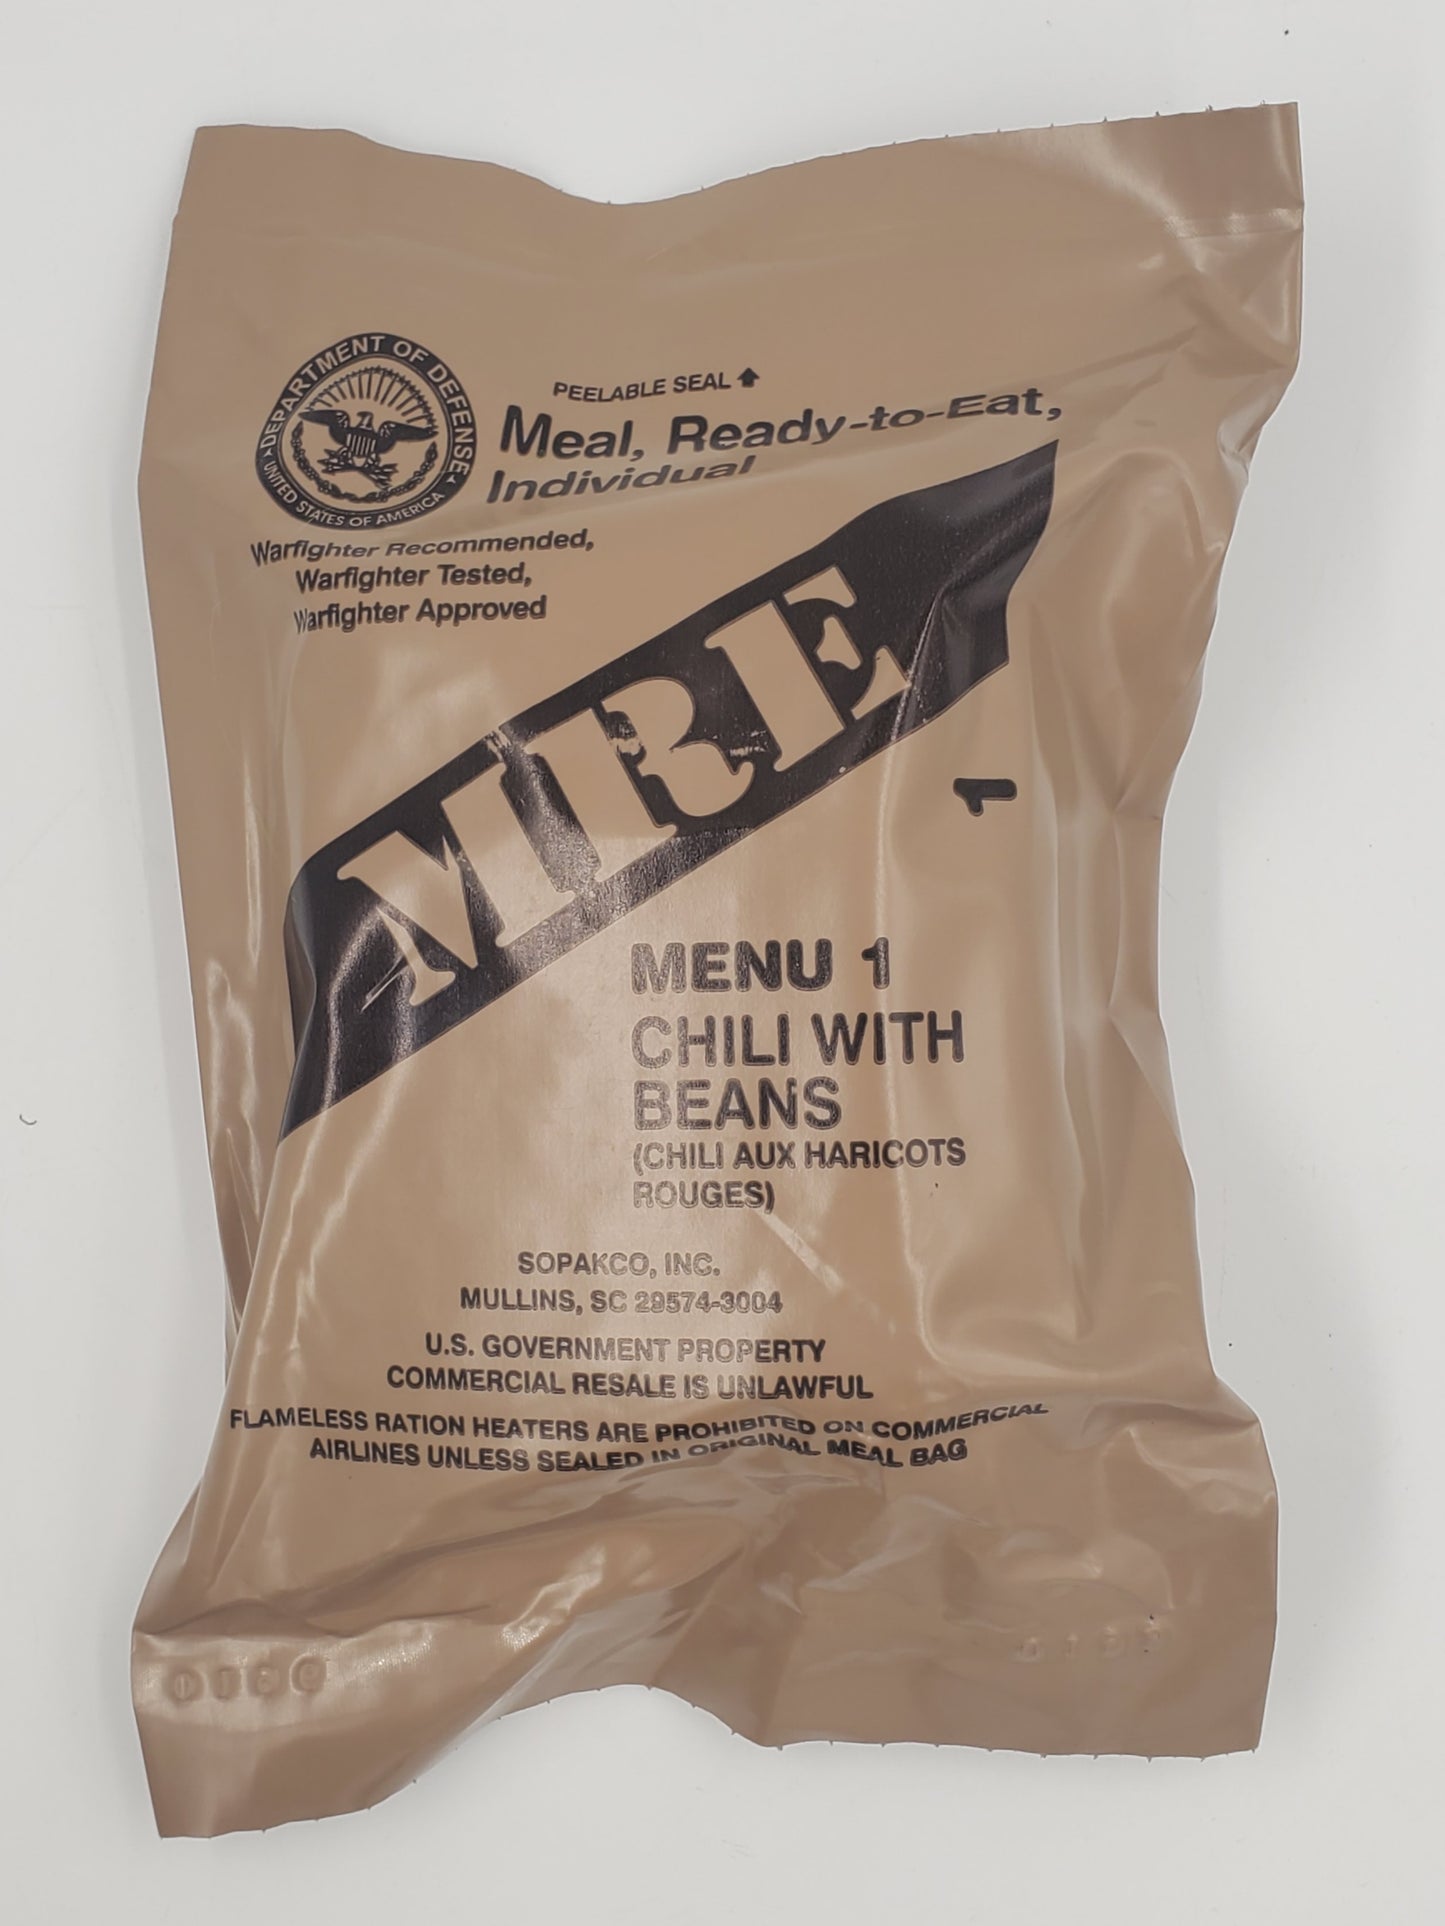 DEPARTMENT OF DEFENSE
UNITED STATES OF AMERICA
PEELABLE SEAL
Meal, Ready-to-Eat,
Individual
Warfighter Recommended,
Warfighter Tested,
Warfighter Approved
MRE
1
MENU 1
CHILI WITH
BEANS
(CHILI AUX HARICOTS
ROUGES)
SOPAKCO, INC.
MULLINS, SC 29574-3004
U.S. GOVERNMENT PROPERTY
COMMERCIAL RESALE IS UNLAWFUL
FLAMELESS RATION HEATERS ARE PROHIBITED ON COMMERCIAL
AIRLINES UNLESS SEALED IN ORIGINAL MEAL BAG